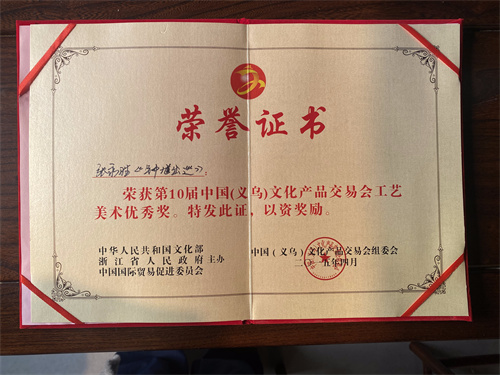 荣誉证书
荣获第10届中国(义乌)文化产品交易会工艺
美术优秀奖。特发此证，以资奖励。
中华人民共和国文化部
浙江省人民政府 主办
中国国际贸易促进委员会
中国（义乌）文化产品交易会组委会
五年四月